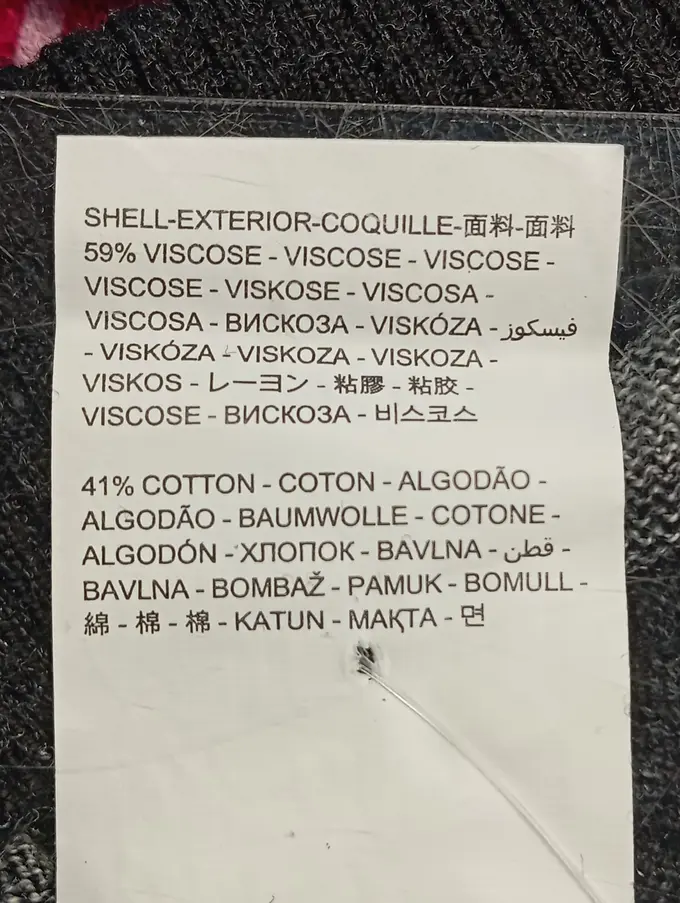 SHELL-EXTERIOR-COQUILLE-面料-面料
59% VISCOSE - VISCOSE - VISCOSE -
VISCOSE - VISKOSE - VISCOSA -
VISCOSA - ВИСКОЗА - VISKÓZA - فيسكوز
- VISKÓZA - VISKOZA - VISKOZA -
VISKOS - レーヨン - 粘膠 - 粘胶 -
VISCOSE - ВИСКОЗА - 비스코스
41% COTTON - COTON - ALGODÃO -
ALGODÃO - BAUMWOLLE - COTONE -
ALGODÓN - ХЛОПОК - BAVLNA - قطن -
BAVLNA - BOMBAŽ - PAMUK - BOMULL -
綿 - 棉 - 棉 - KATUN - МАҚТА - 면